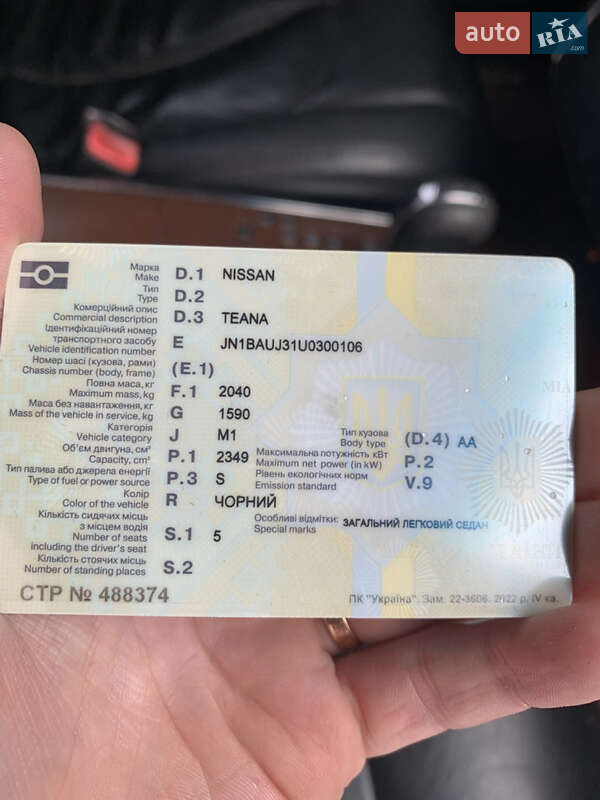 auto RIA .com
Марка
Make D.1 NISSAN
Тип
Type D.2
Комерційний опис
Commercial description D.3 TEANA
Ідентифікаційний номер
транспортного засобу
Vehicle identification number E JN1BAUJ31U0300106
Номер шасі (кузова, рами)
Chassis number (body, frame) (E.1)
Повна маса, кг
Maximum mass, kg F.1 2040
Маса без навантаження, кг
Mass of the vehicle in service, kg G 1590
Категорія
Vehicle category J M1
Об'єм двигуна, см³
Capacity, cm³ P.1 2349
Тип палива або джерела енергії
Type of fuel or power source P.3 S
Колір
Color of the vehicle R ЧОРНИЙ
Кількість сидячих місць
з місцем водія
Number of seats
including the driver's seat S.1 5
Кількість стоячих місць
Number of standing places S.2
Тип кузова
Body type (D.4) АА
Максимальна потужність кВт
Maximum net power (in kW) P.2
Рівень екологічних норм
Emission standard V.9
Особливі відмітки:
Special marks ЗАГАЛЬНИЙ ЛЕГКОВИЙ СЕДАН
МІА
СТР № 488374
ПК "Україна". Зам. 22-3606. 2022 р. IV кв.